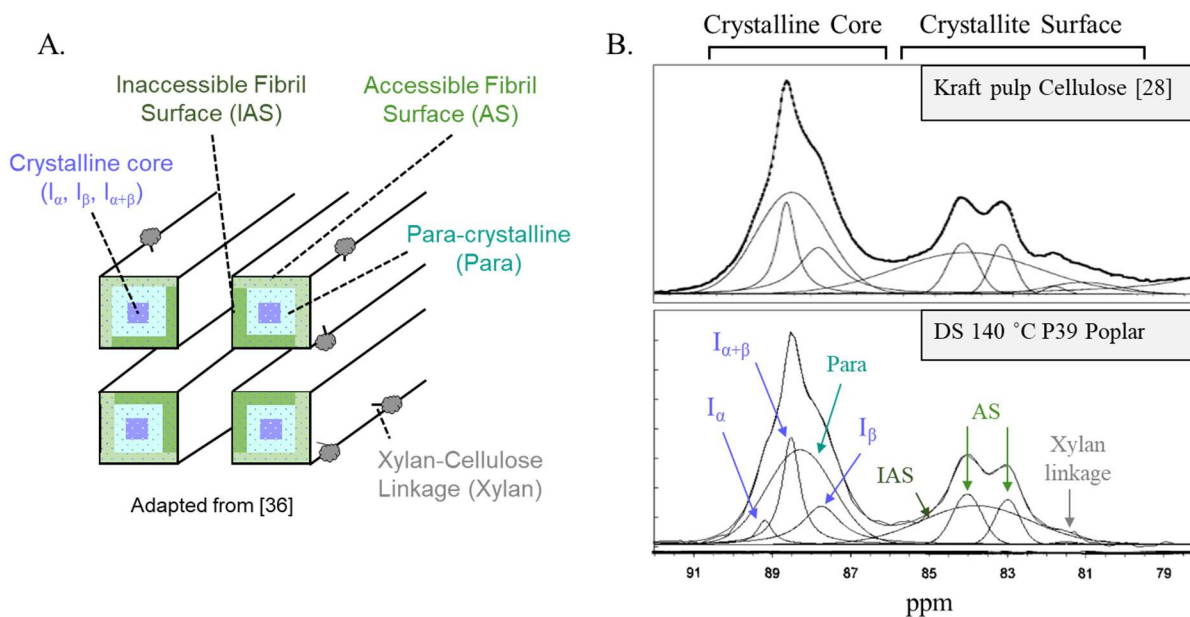 A.
Inaccessible Fibril
Surface (IAS)
Accessible Fibril
Surface (AS)
Crystalline core
(Iα, Iβ, Iα+β)
Para-crystalline
(Para)
Xylan-Cellulose
Linkage (Xylan)
Adapted from [36]
B.
Crystalline Core
Crystallite Surface
Kraft pulp Cellulose [28]
DS 140 ˚C P39 Poplar
Iα+β
Para
Iα
Iβ
IAS
AS
Xylan
linkage
91 89 87 85 83 81 79
ppm